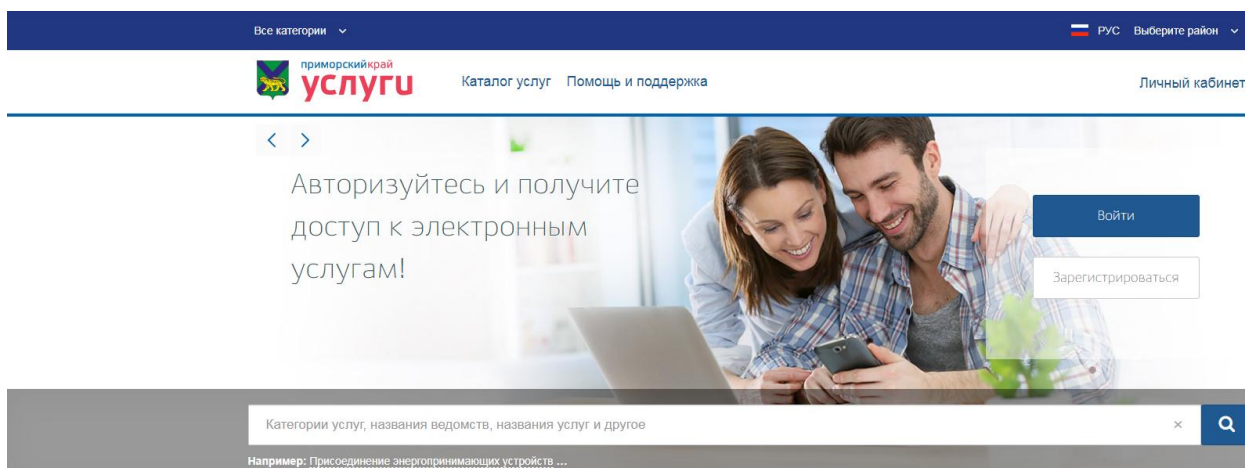 Все категории
РУС Выберите район
приморскийкрай
услуги
Каталог услуг Помощь и поддержка
Личный кабинет
Авторизуйтесь и получите
доступ к электронным
услугам!
Войти
Зарегистрироваться
Категории услуг, названия ведомств, названия услуг и другое
Например: Присоединение энергопринимающих устройств ...